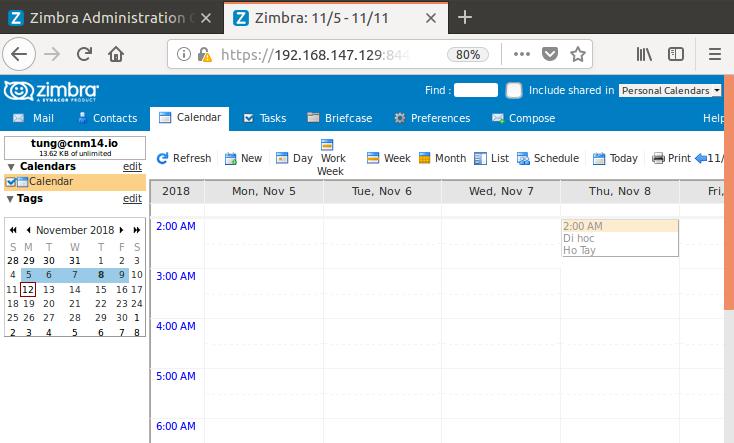 Zimbra Administration C
Zimbra: 11/5 - 11/11
https://192.168.147.129:844
80%
zimbra
A SYNACOR PRODUCT
Find :
Include shared in
Personal Calendars
Mail
Contacts
Calendar
Tasks
Briefcase
Preferences
Compose
Help
tung@cnm14.io
13.62 KB of unlimited
Calendars edit
Calendar
Tags edit
Refresh New Day Work Week Week Month List Schedule Today Print 11/
November 2018
S M T W T F S
28 29 30 31 1 2 3
4 5 6 7 8 9 10
11 12 13 14 15 16 17
18 19 20 21 22 23 24
25 26 27 28 29 30 1
2 3 4 5 6 7 8
2018 Mon, Nov 5 Tue, Nov 6 Wed, Nov 7 Thu, Nov 8 Fri,
2:00 AM
2:00 AM
Di hoc
Ho Tay
3:00 AM
4:00 AM
5:00 AM
6:00 AM